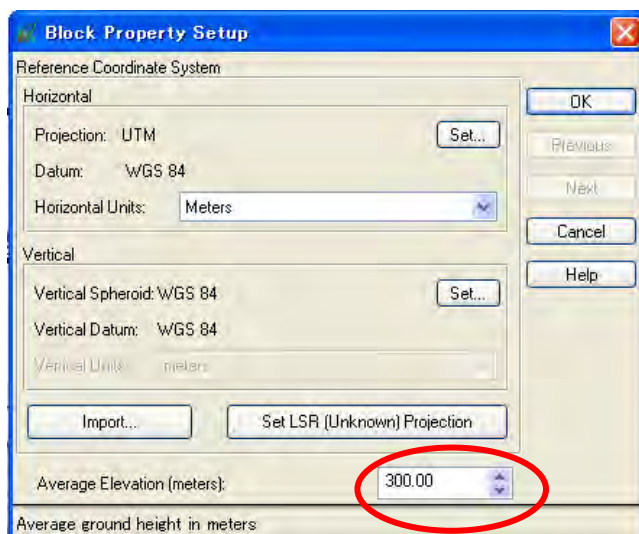 Block Property Setup
Reference Coordinate System
Horizontal
Projection: UTM
Set...
Datum: WGS 84
Horizontal Units: Meters
Vertical
Vertical Spheroid: WGS 84
Set...
Vertical Datum: WGS 84
Vertical Units: meters
Import...
Set LSR (Unknown) Projection
Average Elevation (meters): 300.00
Average ground height in meters
OK
Previous
Next
Cancel
Help